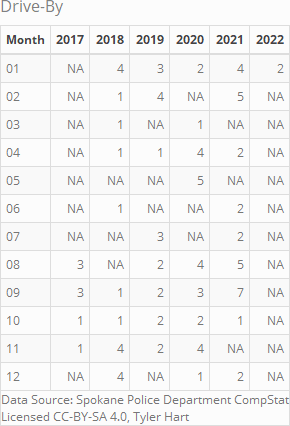 Drive-By
Month 2017 2018 2019 2020 2021 2022
01 NA 4 3 2 4 2
02 NA 1 4 NA 5 NA
03 NA 1 NA 1 NA NA
04 NA 1 1 4 2 NA
05 NA NA NA 5 NA NA
06 NA 1 NA NA 2 NA
07 NA NA 3 NA 2 NA
08 3 NA 2 4 5 NA
09 3 1 2 3 7 NA
10 1 1 2 2 1 NA
11 1 4 2 4 NA NA
12 NA 4 NA 1 2 NA
Data Source: Spokane Police Department CompStat
Licensed CC-BY-SA 4.0, Tyler Hart